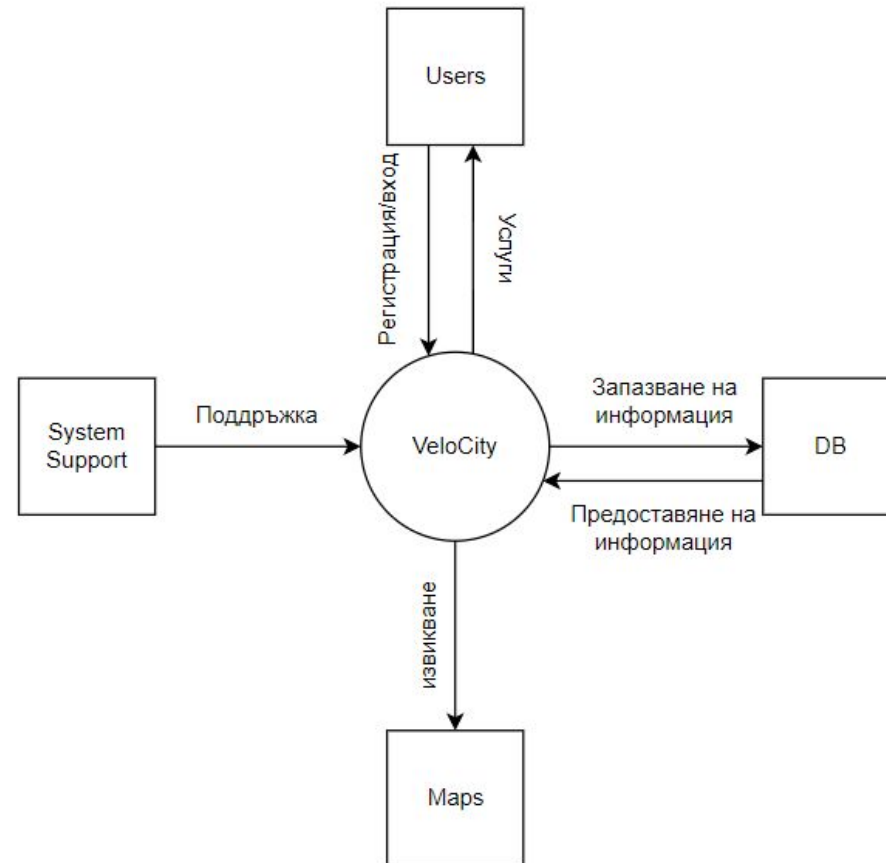 Users
Регистрация/вход
Услуги
System
Support
Поддръжка
VeloCity
Запазване на
информация
DB
Предоставяне на
информация
извикване
Maps